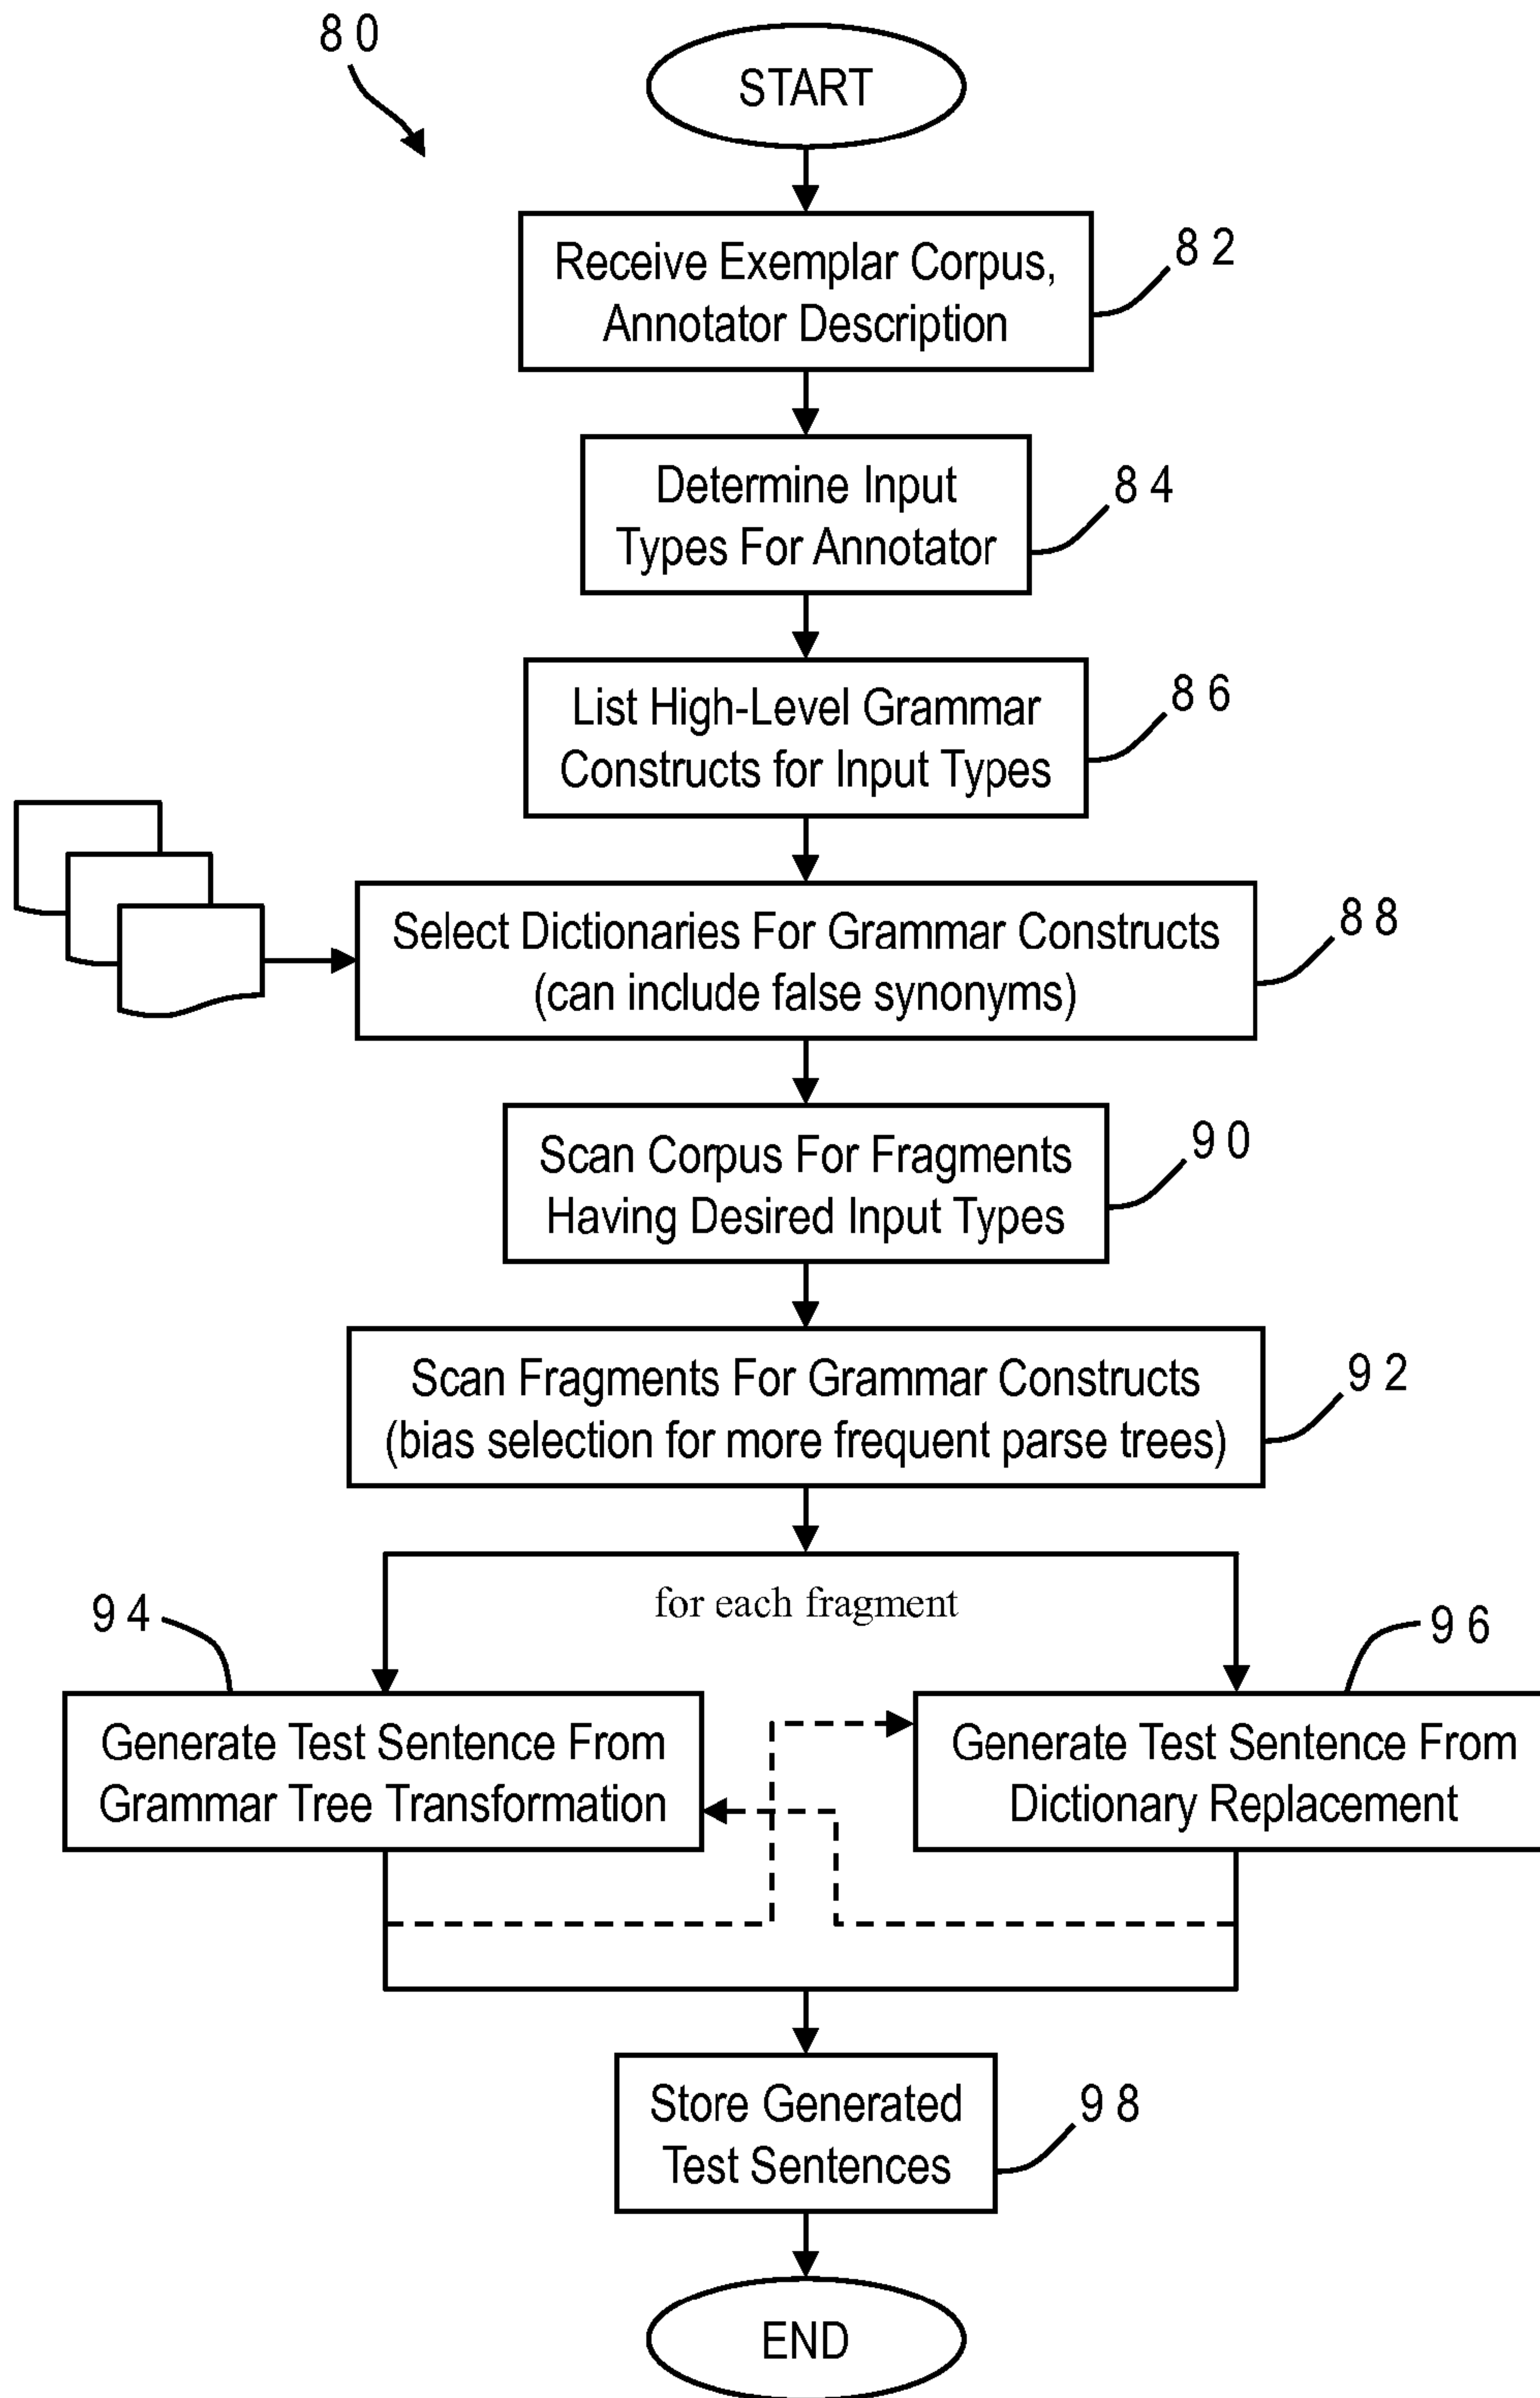 80
START
Receive Exemplar Corpus,
Annotator Description
82
Determine Input
Types For Annotator
84
List High-Level Grammar
Constructs for Input Types
86
Select Dictionaries For Grammar Constructs
(can include false synonyms)
88
Scan Corpus For Fragments
Having Desired Input Types
90
Scan Fragments For Grammar Constructs
(bias selection for more frequent parse trees)
92
for each fragment
94
Generate Test Sentence From
Grammar Tree Transformation
96
Generate Test Sentence From
Dictionary Replacement
Store Generated
Test Sentences
98
END